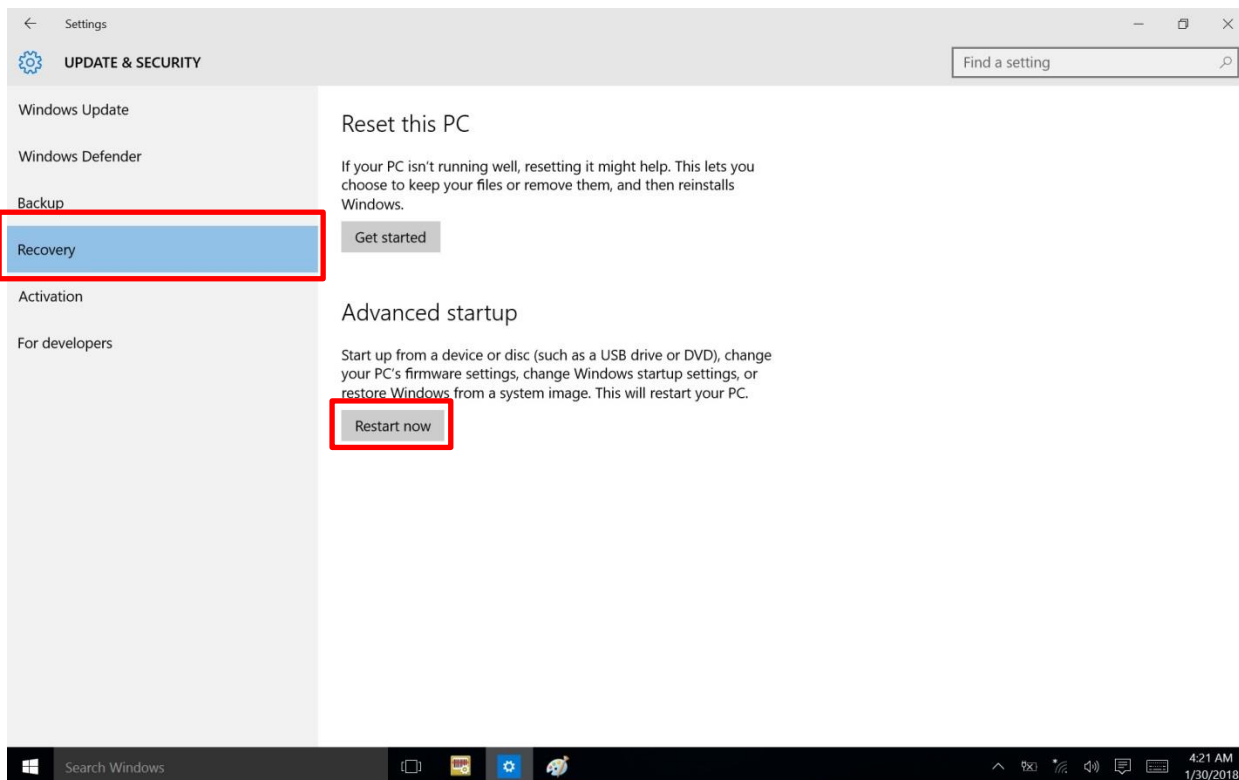 Settings
UPDATE & SECURITY
Find a setting
Windows Update
Windows Defender
Backup
Recovery
Activation
For developers
Reset this PC
If your PC isn't running well, resetting it might help. This lets you
choose to keep your files or remove them, and then reinstalls
Windows.
Get started
Advanced startup
Start up from a device or disc (such as a USB drive or DVD), change
your PC's firmware settings, change Windows startup settings, or
restore Windows from a system image. This will restart your PC.
Restart now
Search Windows
4:21 AM
1/30/2018